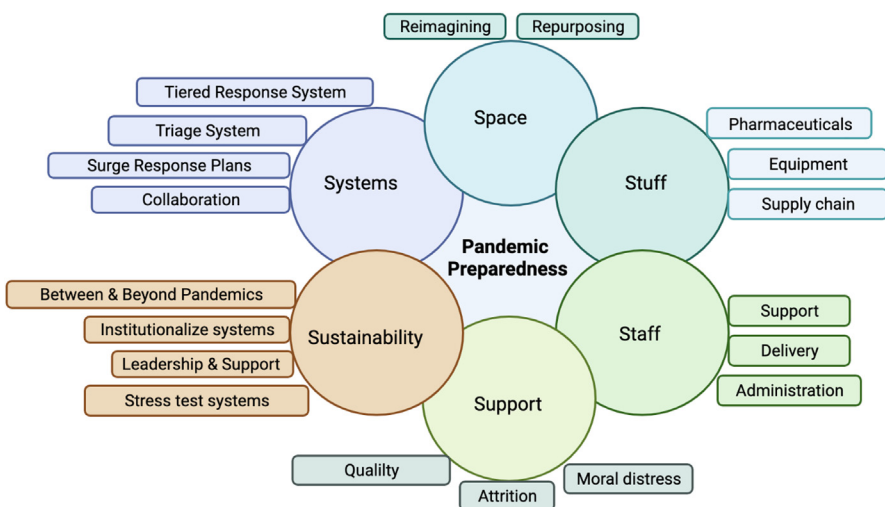 Reimagining
Repurposing
Tiered Response System
Triage System
Surge Response Plans
Collaboration
Systems
Space
Stuff
Pharmaceuticals
Equipment
Supply chain
Pandemic
Preparedness
Between & Beyond Pandemics
Institutionalize systems
Leadership & Support
Stress test systems
Sustainability
Staff
Support
Delivery
Administration
Support
Qualilty
Attrition
Moral distress